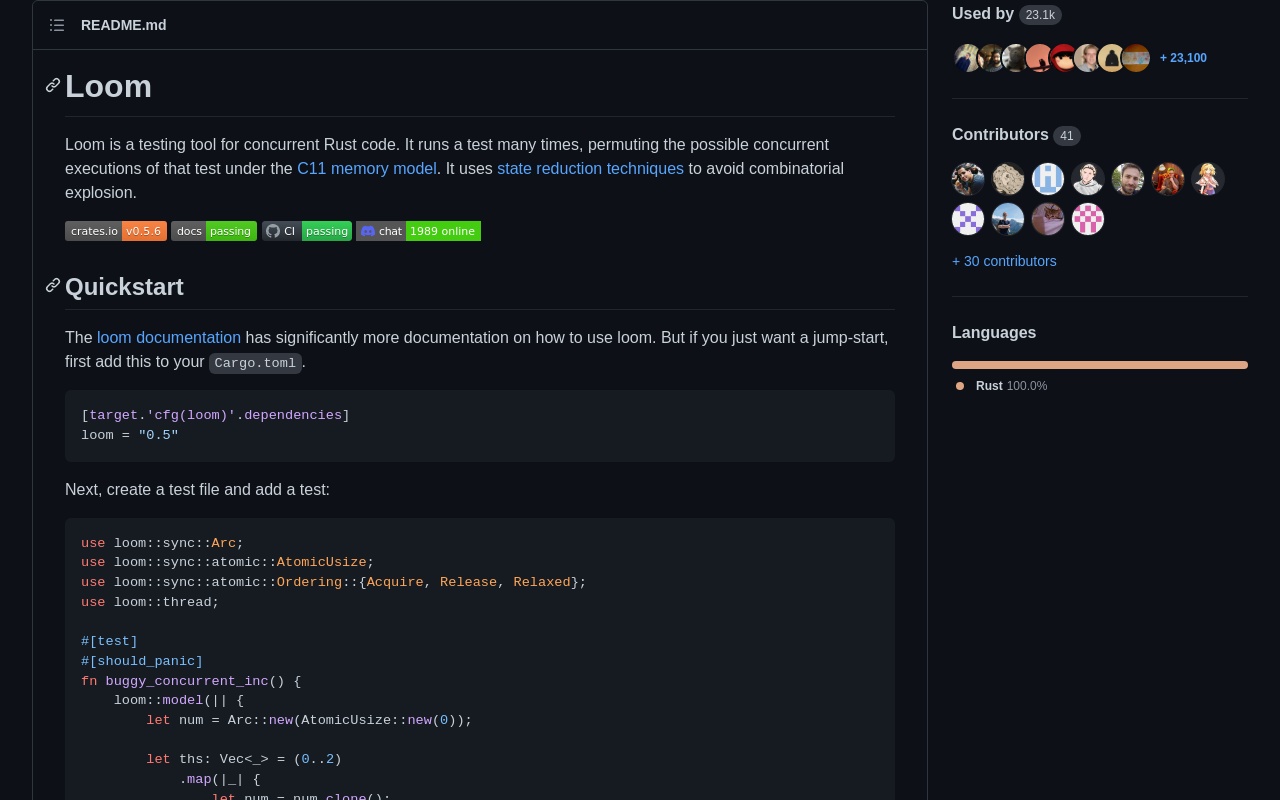 README.md
Loom
Loom is a testing tool for concurrent Rust code. It runs a test many times, permuting the possible concurrent
executions of that test under the C11 memory model. It uses state reduction techniques to avoid combinatorial
explosion.
crates.io v0.5.6 docs passing CI passing chat 1989 online
Quickstart
The loom documentation has significantly more documentation on how to use loom. But if you just want a jump-start,
first add this to your Cargo.toml.
[target.'cfg(loom)'.dependencies]
loom = "0.5"
Next, create a test file and add a test:
use loom::sync::Arc;
use loom::sync::atomic::AtomicUsize;
use loom::sync::atomic::Ordering::{Acquire, Release, Relaxed};
use loom::thread;
#[test]
#[should_panic]
fn buggy_concurrent_inc() {
    loom::model(|| {
        let num = Arc::new(AtomicUsize::new(0));
        let ths: Vec<_> = (0..2)
            .map(|_| {
                let num = num.clone();
Used by 23.1k
+ 23,100
Contributors 41
+ 30 contributors
Languages
Rust 100.0%